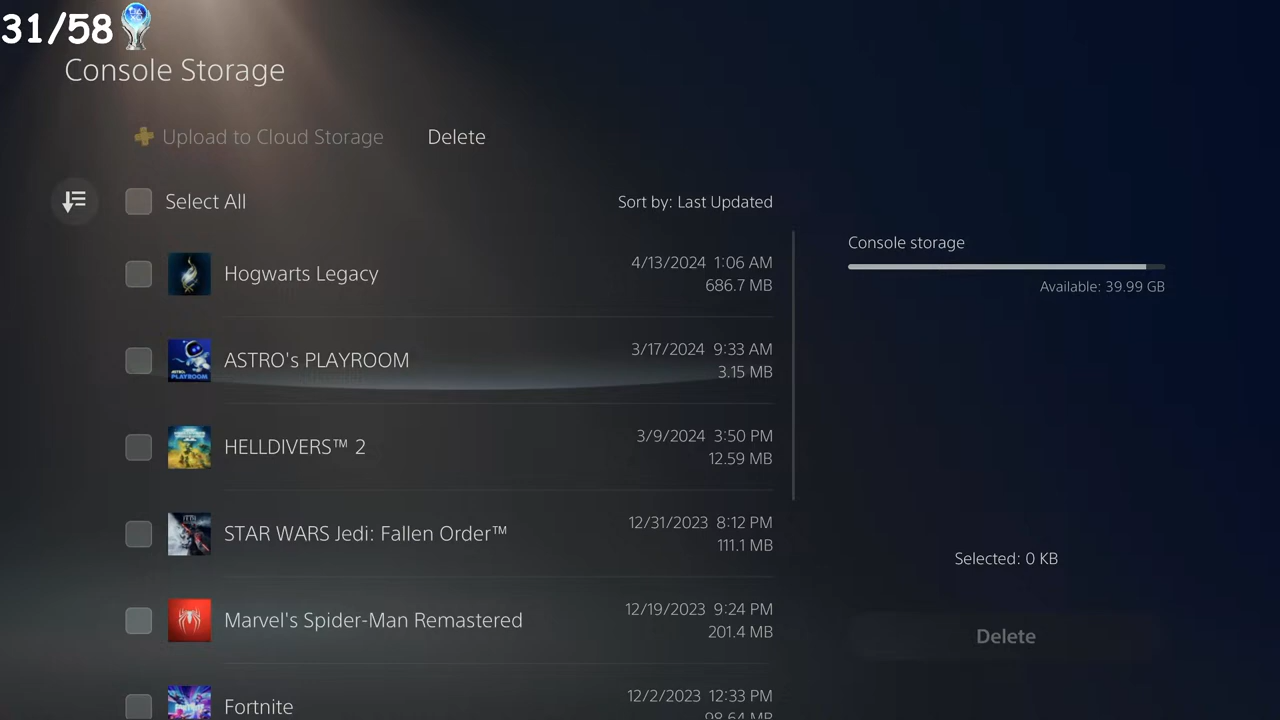 31/58
Console Storage
Upload to Cloud Storage
Delete
Select All
Sort by: Last Updated
Hogwarts Legacy
4/13/2024 1:06 AM
686.7 MB
ASTRO's PLAYROOM
3/17/2024 9:33 AM
3.15 MB
HELLDIVERS™ 2
3/9/2024 3:50 PM
12.59 MB
STAR WARS Jedi: Fallen Order™
12/31/2023 8:12 PM
111.1 MB
Marvel's Spider-Man Remastered
12/19/2023 9:24 PM
201.4 MB
Fortnite
12/2/2023 12:33 PM
98.64 MB
Console storage
Available: 39.99 GB
Selected: 0 KB
Delete